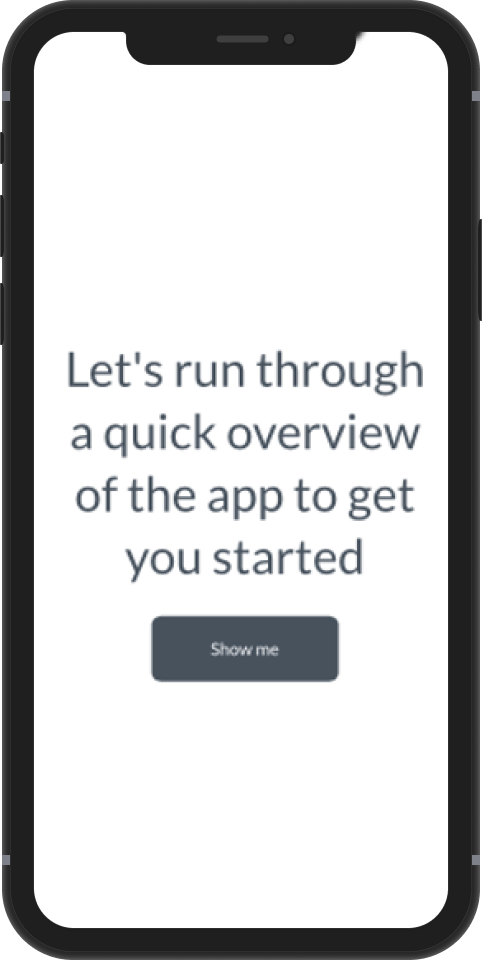 Let's run through
a quick overview
of the app to get
you started
Show me